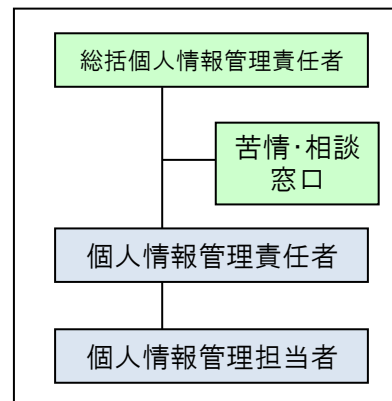 総括個人情報管理責任者
苦情・相談
窓口
個人情報管理責任者
個人情報管理担当者